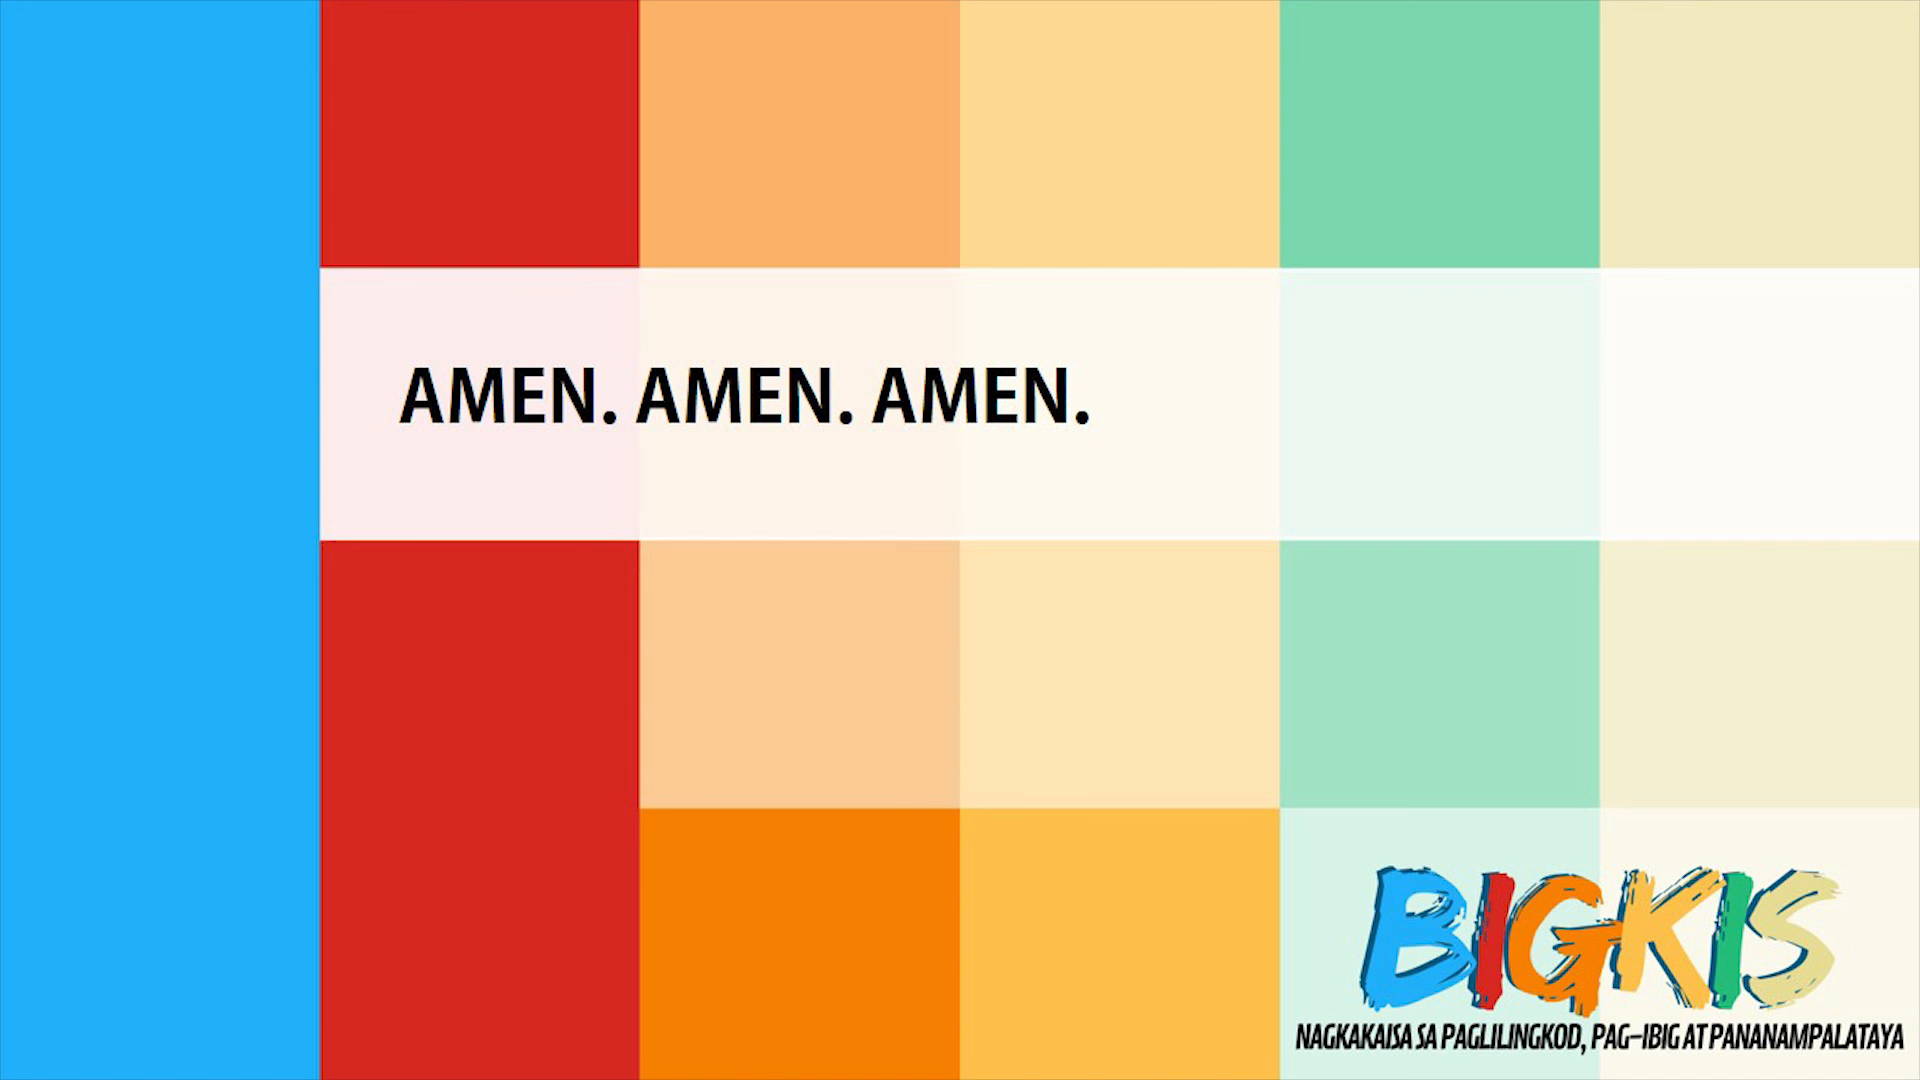 AMEN. AMEN. AMEN.
BIGKIS
NAGKAKAISA SA PAGLILINGKOD, PAG-IBIG AT PANANAMPALATAYA